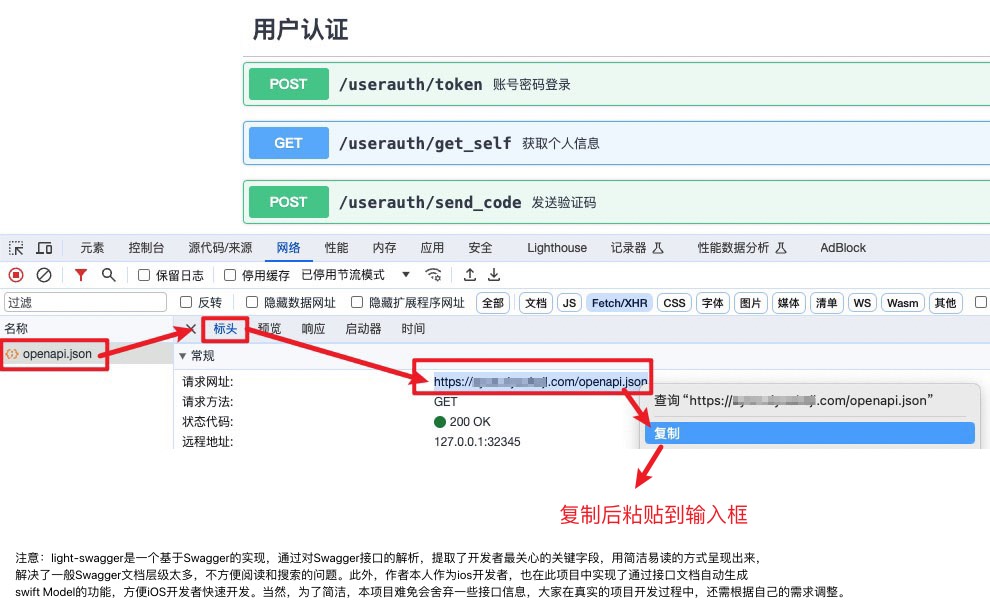 用户认证
POST /userauth/token 账号密码登录
GET /userauth/get_self 获取个人信息
POST /userauth/send_code 发送验证码
元素 控制台 源代码/来源 网络 性能 内存 应用 安全 Lighthouse 记录器 性能数据分析 AdBlock
保留日志 停用缓存 已停用节流模式
过滤 反转 隐藏数据网址 隐藏扩展程序网址 全部 文档 JS Fetch/XHR CSS 字体 图片 媒体 清单 WS Wasm 其他
名称 标头 预览 响应 启动器 时间
openapi.json
常规
请求网址: https:// .com/openapi.json
请求方法: GET
状态代码: 200 OK
远程地址: 127.0.0.1:32345
查询 “https:// .com/openapi.json”
复制
复制后粘贴到输入框
注意：light-swagger是一个基于Swagger的实现，通过对Swagger接口的解析，提取了开发者最关心的关键字段，用简洁易读的方式呈现出来，
解决了一般Swagger文档层级太多，不方便阅读和搜索的问题。此外，作者本人作为ios开发者，也在此项目中实现了通过接口文档自动生成
swift Model的功能，方便iOS开发者快速开发。当然，为了简洁，本项目难免会舍弃一些接口信息，大家在真实的项目开发过程中，还需根据自己的需求调整。